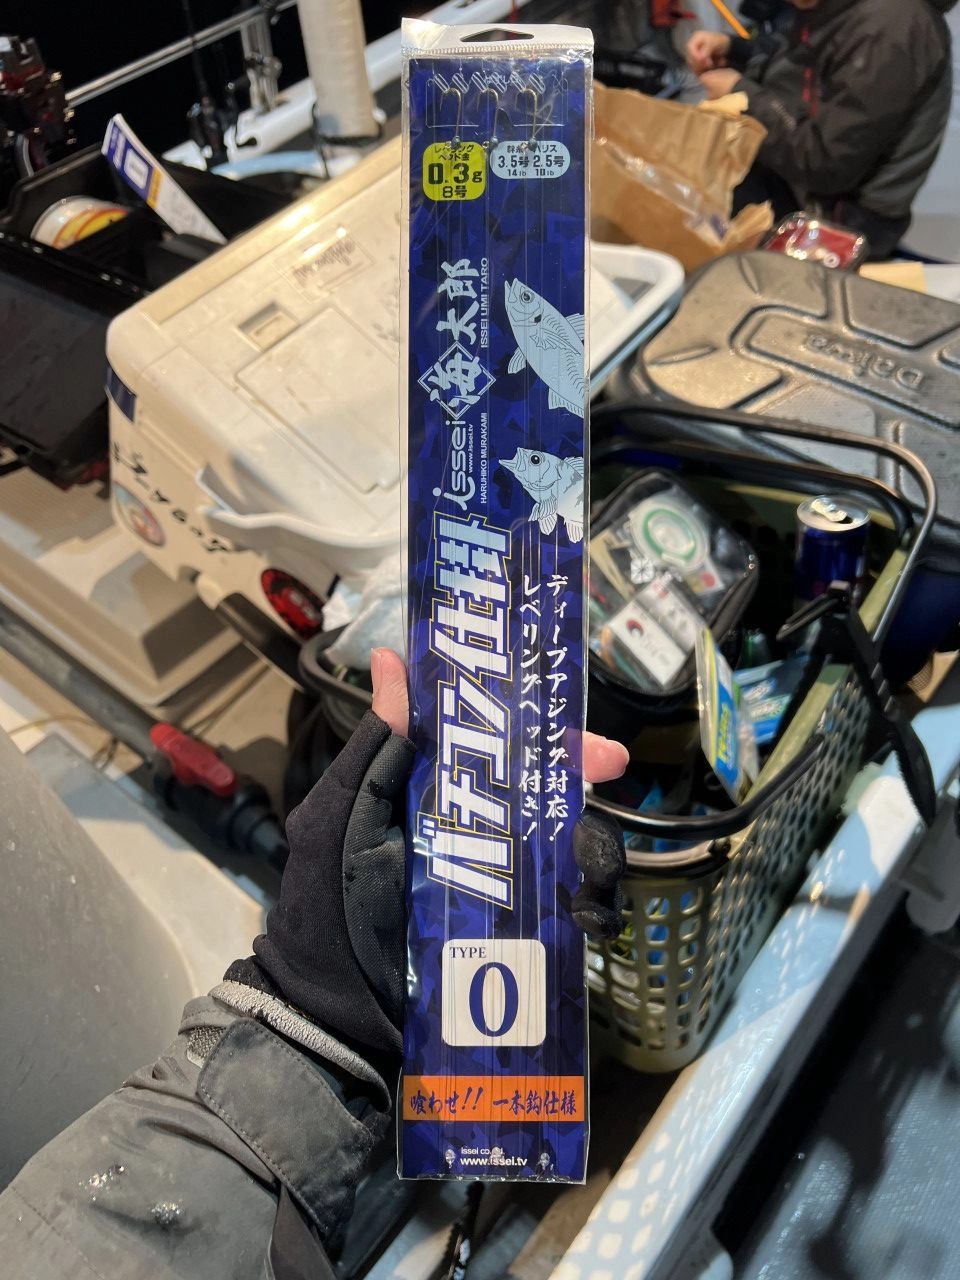 レベリング
ヘッド金
0.3g
8号
幹糸 ハリス
3.5号 2.5号
14lb 10lb
海太郎
ISSEI UMI TARO
issei
www.issei.tv
HARUHIKO MURAKAMI
バチコン仕掛
ディープアジング対応!
レベリングヘッド付き!
TYPE
0
喰わせ!! 一本鈎仕様
issei co.,ltd.
www.issei.tv
Daiwa